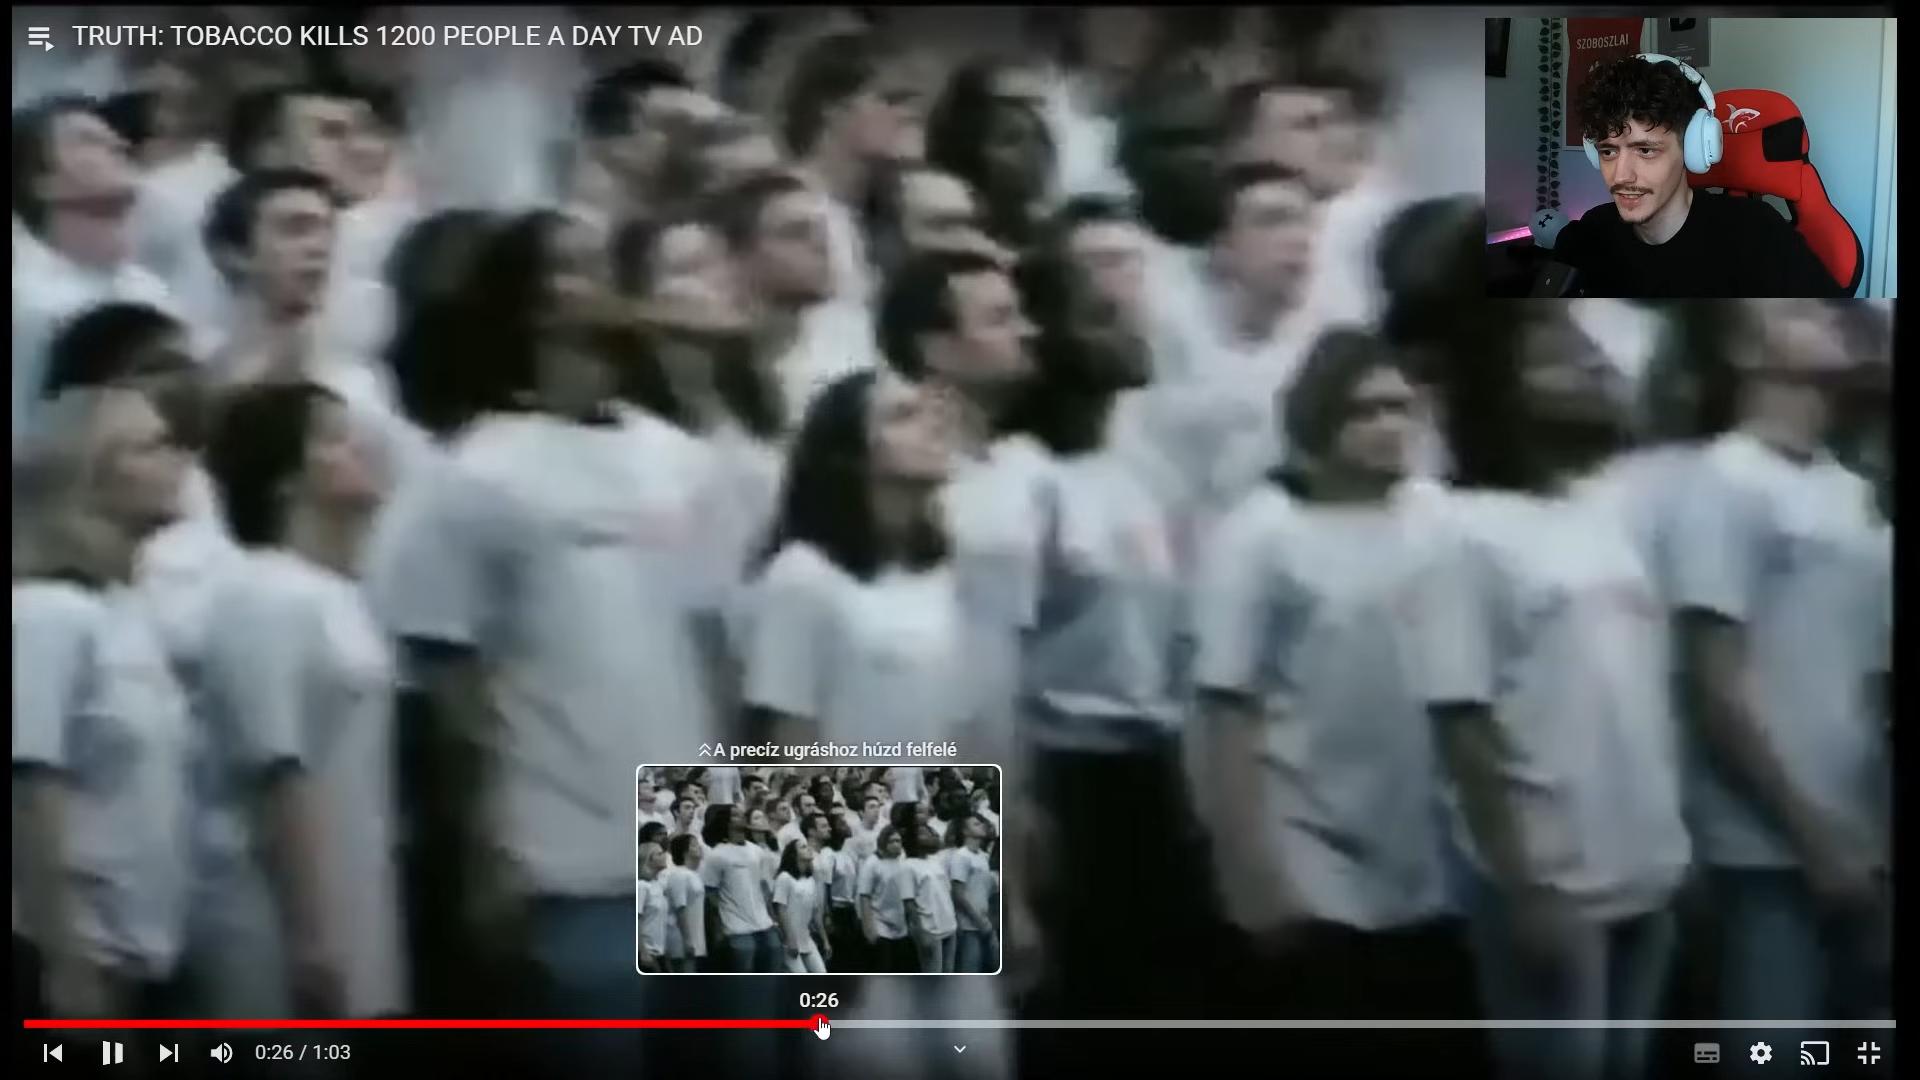 TRUTH: TOBACCO KILLS 1200 PEOPLE A DAY TV AD
SZOBOSZLAI
A precíz ugráshoz húzd felfelé
0:26
0:26 / 1:03